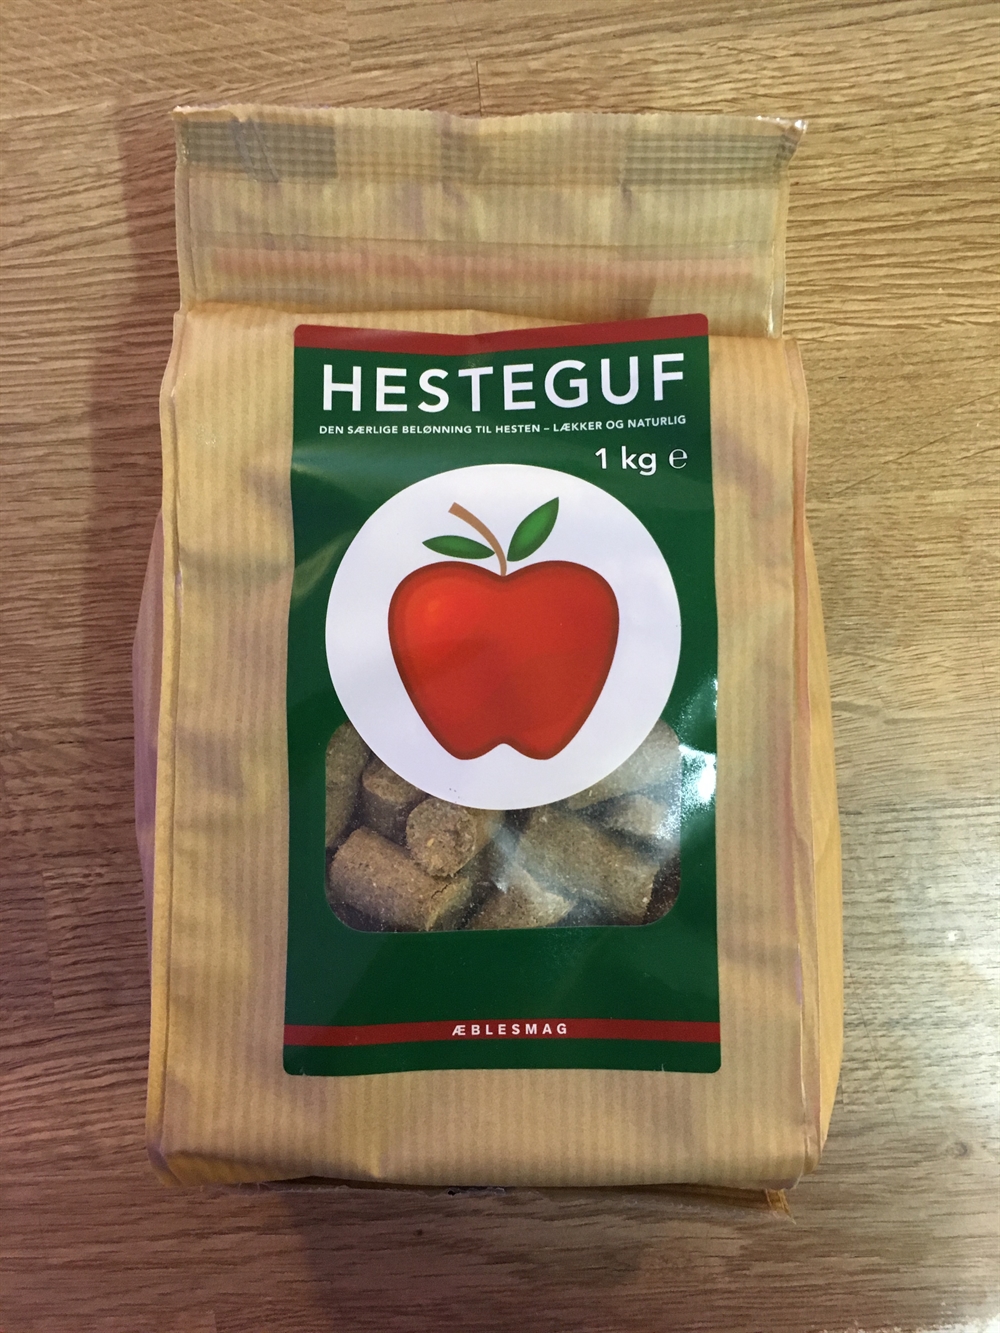 HESTEGUF
DEN SÆRLIGE BELØNNING TIL HESTEN – LÆKKER OG NATURLIG
1 kg ℮
ÆBLESMAG